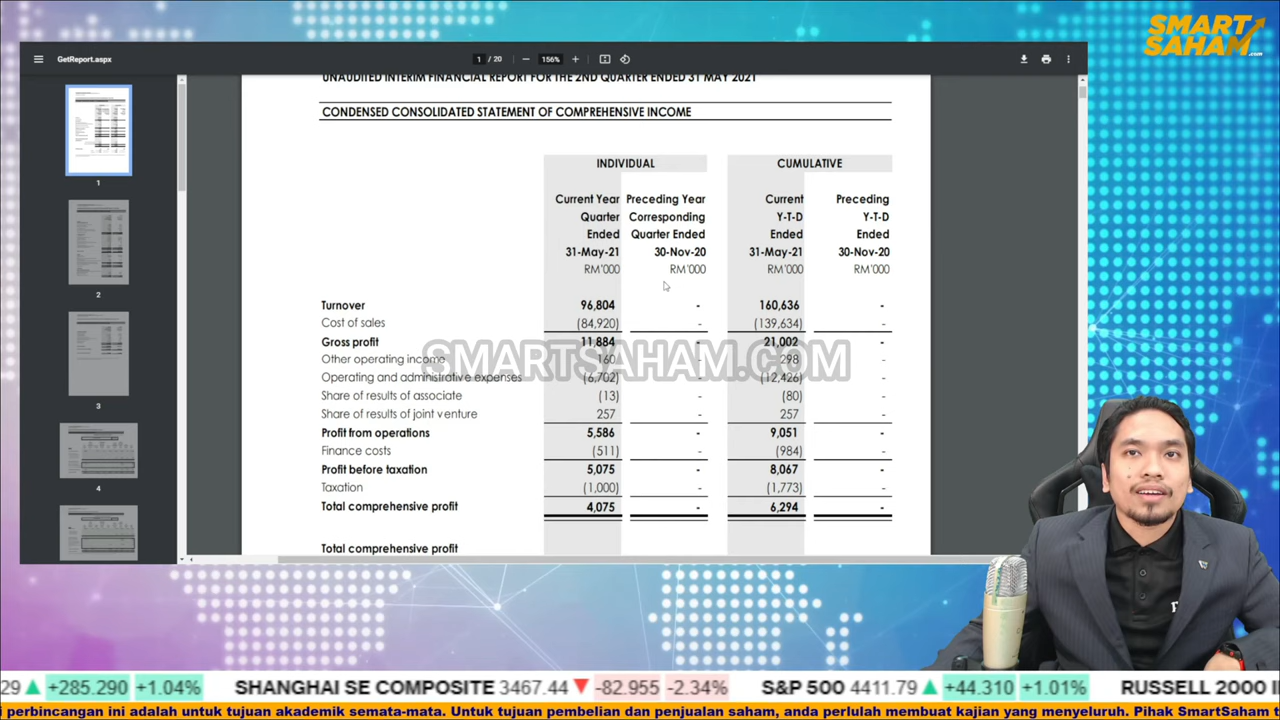 SMART
SAHAM.com
GetReport.aspx
1 / 20
156%
UNAUDITED INTERIM FINANCIAL REPORT FOR THE 2ND QUARTER ENDED 31 MAY 2021
CONDENSED CONSOLIDATED STATEMENT OF COMPREHENSIVE INCOME
INDIVIDUAL CUMULATIVE
Current Year Preceding Year Current Preceding
Quarter Corresponding Y-T-D Y-T-D
Ended Quarter Ended Ended Ended
31-May-21 30-Nov-20 31-May-21 30-Nov-20
RM'000 RM'000 RM'000 RM'000
Turnover 96,804 - 160,636 -
Cost of sales (84,920) - (139,634) -
Gross profit 11,884 - 21,002 -
Other operating income 160 - 298 -
Operating and administrative expenses (6,702) - (12,426) -
Share of results of associate (13) - (80) -
Share of results of joint venture 257 - 257 -
Profit from operations 5,586 - 9,051 -
Finance costs (511) - (984) -
Profit before taxation 5,075 - 8,067 -
Taxation (1,000) - (1,773) -
Total comprehensive profit 4,075 - 6,294 -
Total comprehensive profit
SMARTSAHAM.COM
1
2
3
4
29 ▲ +285.290 +1.04% SHANGHAI SE COMPOSITE 3467.44 ▼ -82.955 -2.34% S&P 500 4411.79 ▲ +44.310 +1.01% RUSSELL 2000 I
perbincangan ini adalah untuk tujuan akademik semata-mata. Untuk tujuan pembelian dan penjualan saham, anda perlulah membuat kajian yang menyeluruh. Pihak SmartSaham t